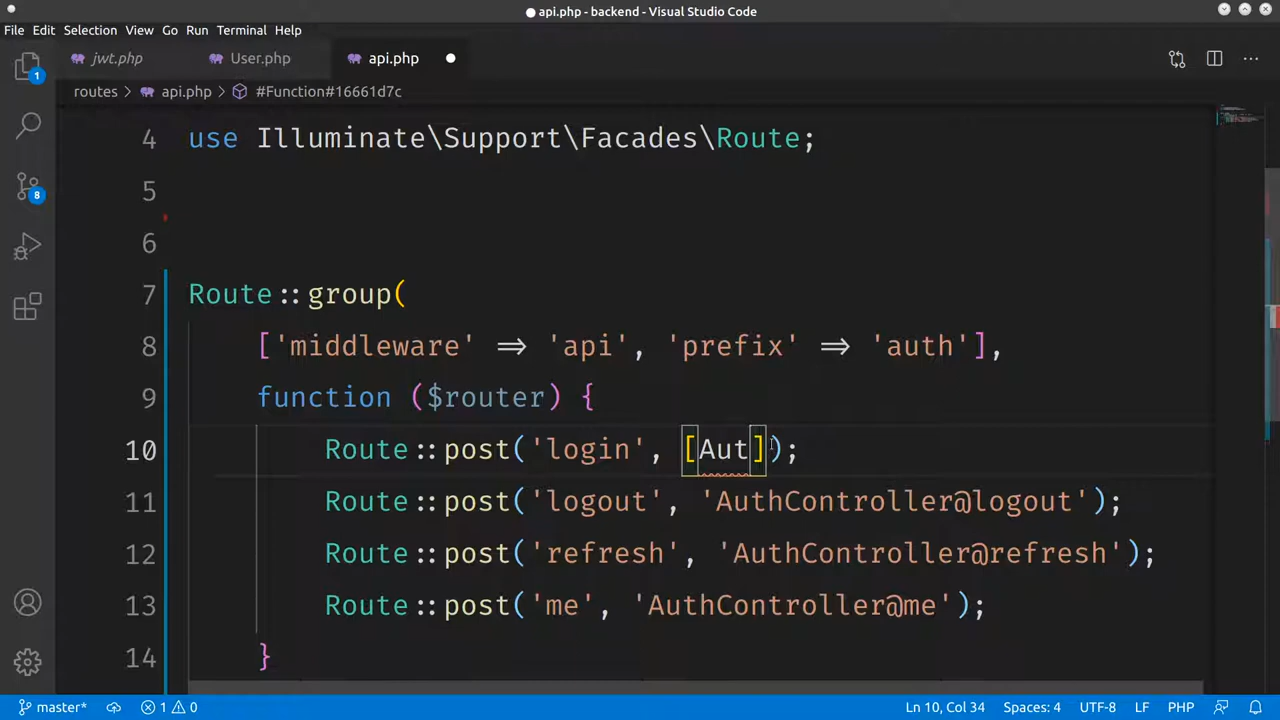 api.php - backend - Visual Studio Code
File Edit Selection View Go Run Terminal Help
jwt.php User.php api.php
routes > api.php > #Function#16661d7c
4 use Illuminate\Support\Facades\Route;
5
6
7 Route::group(
8 ['middleware' => 'api', 'prefix' => 'auth'],
9 function ($router) {
10 Route::post('login', [Aut]);
11 Route::post('logout', 'AuthController@logout');
12 Route::post('refresh', 'AuthController@refresh');
13 Route::post('me', 'AuthController@me');
14 }
1
8
master* 1 0 Ln 10, Col 34 Spaces: 4 UTF-8 LF PHP